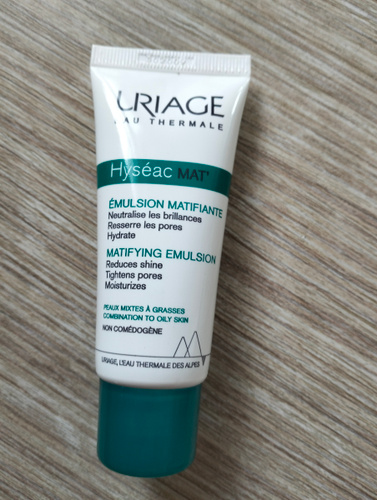 URIAGE
EAU THERMALE
Hyséac MAT'
ÉMULSION MATIFIANTE
Neutralise les brillances
Resserre les pores
Hydrate
MATIFYING EMULSION
Reduces shine
Tightens pores
Moisturizes
PEAUX MIXTES À GRASSES
COMBINATION TO OILY SKIN
NON COMÉDOGÈNE
URIAGE, L'EAU THERMALE DES ALPES